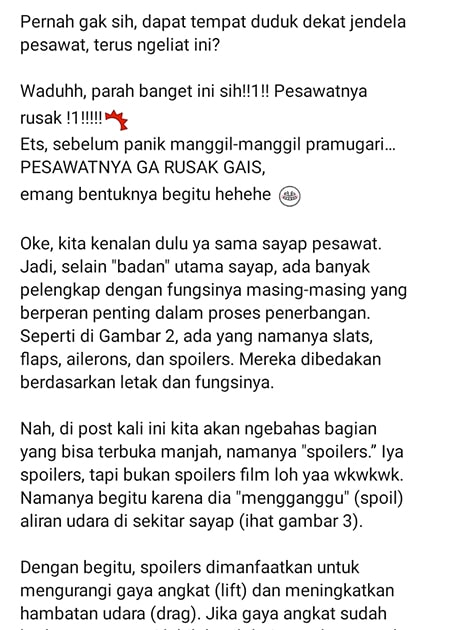 Pernah gak sih, dapat tempat duduk dekat jendela
pesawat, terus ngeliat ini?
Waduhh, parah banget ini sih!!1!! Pesawatnya
rusak !1!!!!!
Ets, sebelum panik manggil-manggil pramugari...
PESAWATNYA GA RUSAK GAIS,
emang bentuknya begitu hehehe
Oke, kita kenalan dulu ya sama sayap pesawat.
Jadi, selain "badan" utama sayap, ada banyak
pelengkap dengan fungsinya masing-masing yang
berperan penting dalam proses penerbangan.
Seperti di Gambar 2, ada yang namanya slats,
flaps, ailerons, dan spoilers. Mereka dibedakan
berdasarkan letak dan fungsinya.
Nah, di post kali ini kita akan ngebahas bagian
yang bisa terbuka manjah, namanya "spoilers.” Iya
spoilers, tapi bukan spoilers film loh yaa wkwkwk.
Namanya begitu karena dia "mengganggu" (spoil)
aliran udara di sekitar sayap (ihat gambar 3).
Dengan begitu, spoilers dimanfaatkan untuk
mengurangi gaya angkat (lift) dan meningkatkan
hambatan udara (drag). Jika gaya angkat sudah